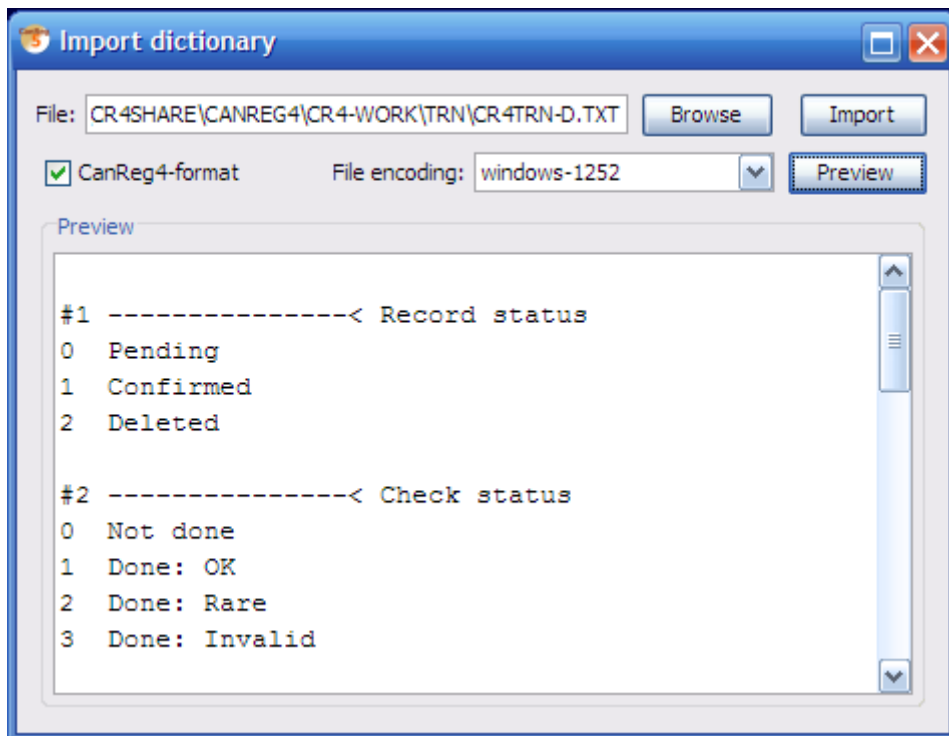 Import dictionary
File: CR4SHARE\CANREG4\CR4-WORK\TRN\CR4TRN-D.TXT Browse Import
CanReg4-format File encoding: windows-1252 Preview
Preview
#1 ---------------< Record status
0 Pending
1 Confirmed
2 Deleted
#2 ---------------< Check status
0 Not done
1 Done: OK
2 Done: Rare
3 Done: Invalid